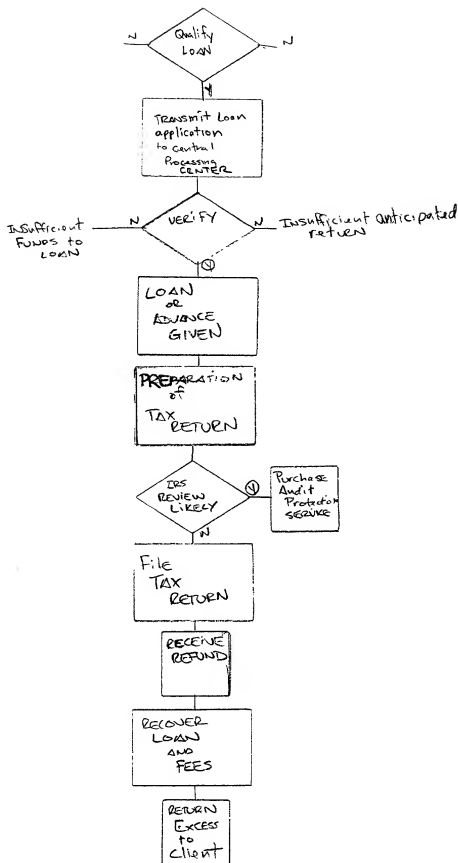 N
Qualify
LOAN
N
Y
TRANSMIT Loan
application
to Central
Processing
CENTER
INSufficient
FUNDS to
LOAN
N
VERIFY
N
Insufficient anticipated
return
Y
LOAN
or
ADVANCE
GIVEN
PREPARATION
of
TAX
RETURN
IRS
REVIEW
LIKELY
Y
Purchase
Audit
Protection
SERVICE
N
File
TAX
RETURN
RECEIVE
REFUND
RECOVER
LOAN
AND
FEES
RETURN
EXCESS
to
Client